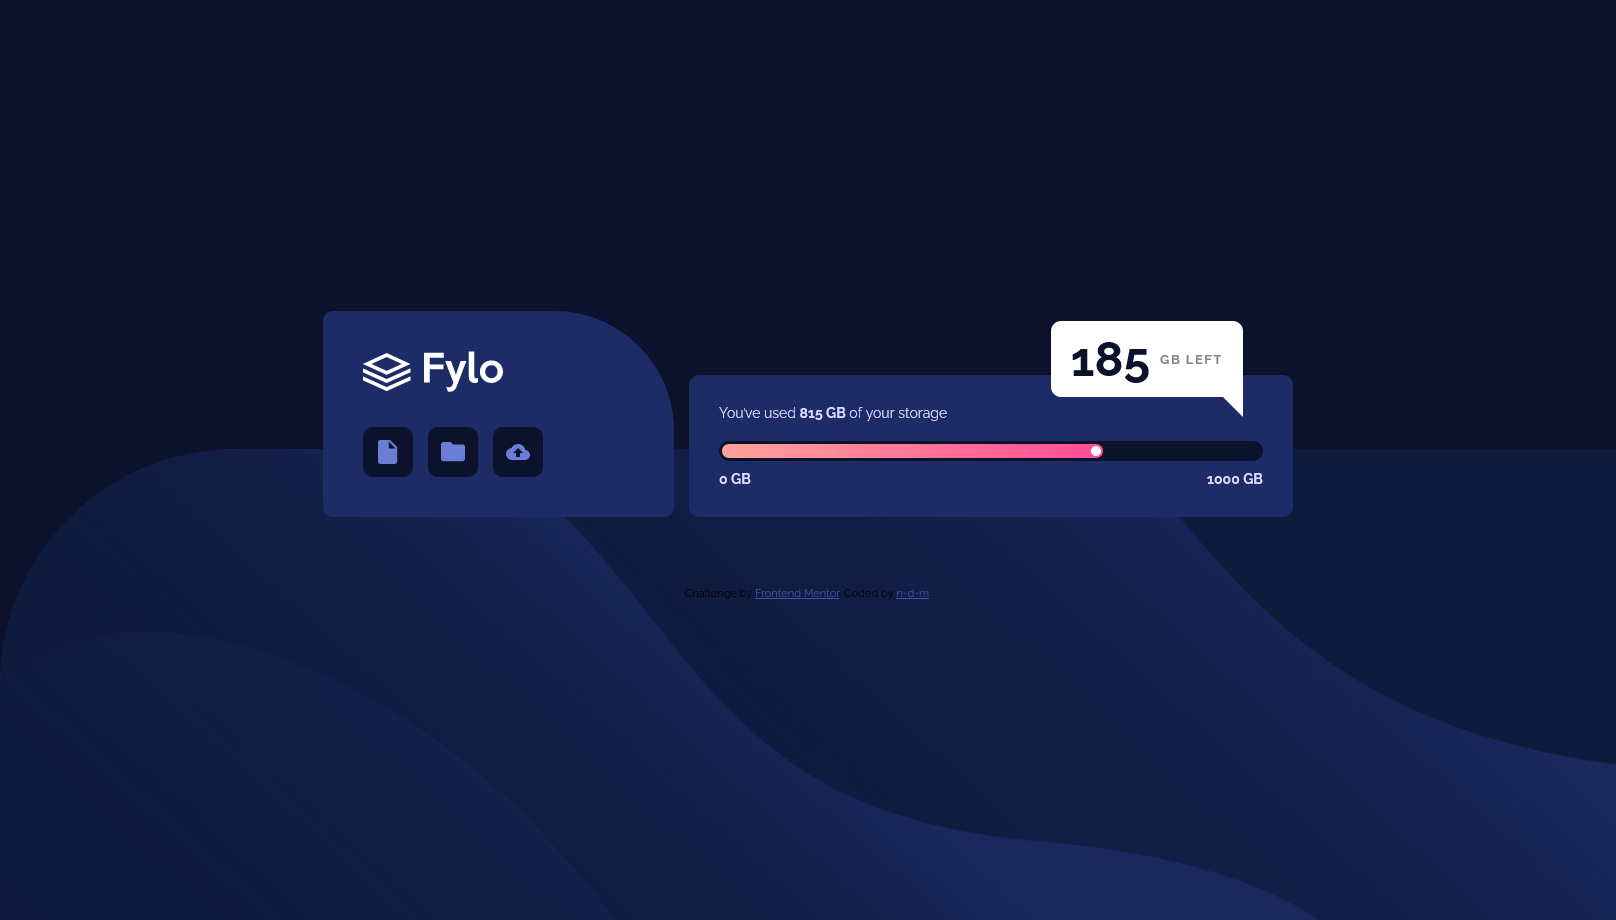 Fylo
185 GB LEFT
You've used 815 GB of your storage
0 GB
1000 GB
Challenge by Frontend Mentor. Coded by n-d-m